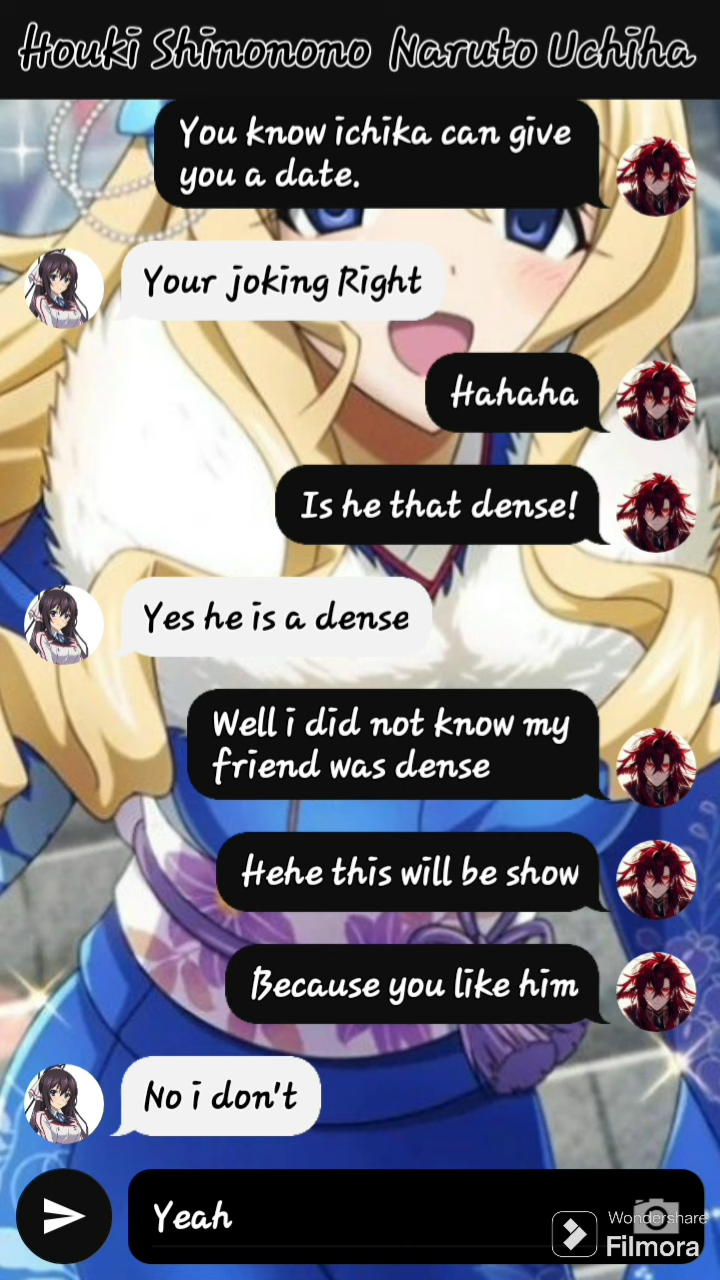 Houki Shinonono Naruto Uchiha
You know ichika can give
you a date.
Your joking Right
Hahaha
Is he that dense!
Yes he is a dense
Well i did not know my
friend was dense
Hehe this will be show
Because you like him
No i don't
Yeah
Wondershare
Filmora